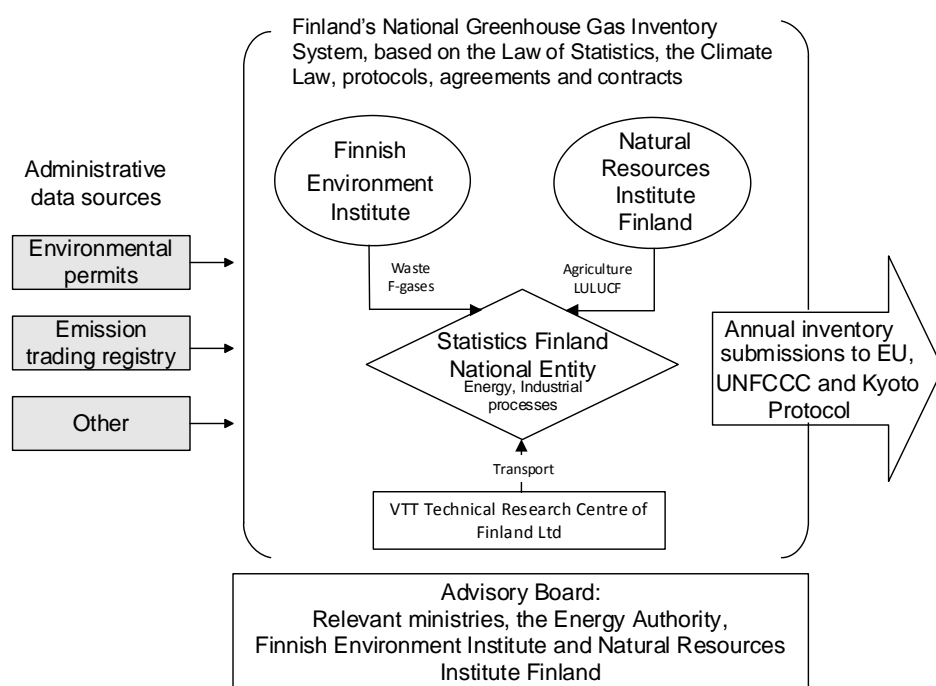 Finland's National Greenhouse Gas Inventory
System, based on the Law of Statistics, the Climate
Law, protocols, agreements and contracts
Administrative
data sources
Environmental
permits
Emission
trading registry
Other
Finnish
Environment
Institute
Natural
Resources
Institute
Finland
Waste
F-gases
Agriculture
LULUCF
Statistics Finland
National Entity
Energy, Industrial
processes
Transport
VTT Technical Research Centre of
Finland Ltd
Annual inventory
submissions to EU,
UNFCCC and Kyoto
Protocol
Advisory Board:
Relevant ministries, the Energy Authority,
Finnish Environment Institute and Natural Resources
Institute Finland